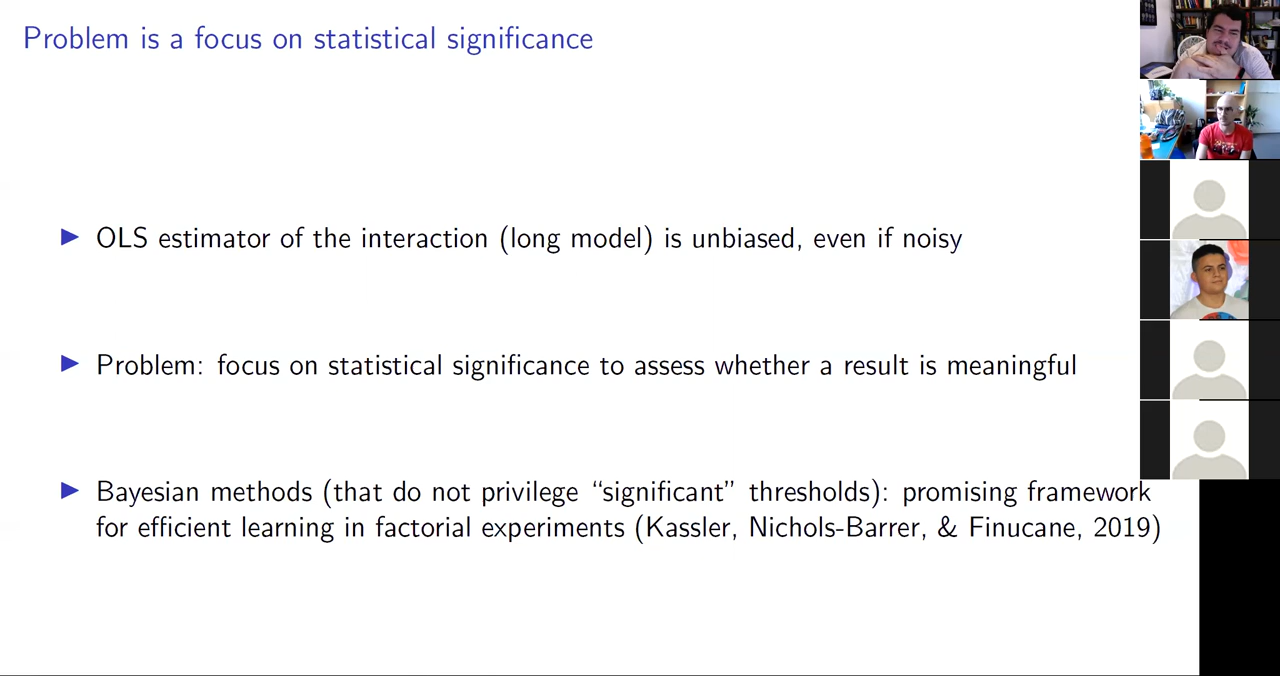 Problem is a focus on statistical significance
▶ OLS estimator of the interaction (long model) is unbiased, even if noisy
▶ Problem: focus on statistical significance to assess whether a result is meaningful
▶ Bayesian methods (that do not privilege “significant” thresholds): promising framework
for efficient learning in factorial experiments (Kassler, Nichols-Barrer, & Finucane, 2019)